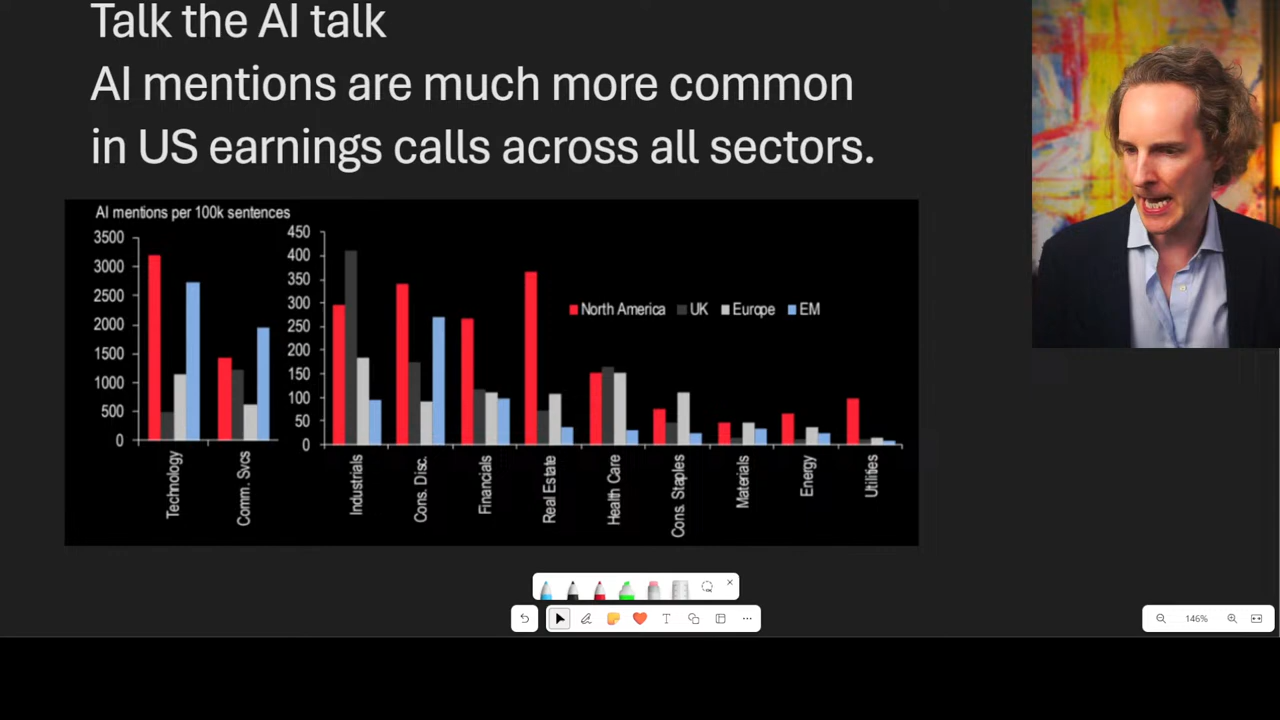 Talk the AI talk
AI mentions are much more common
in US earnings calls across all sectors.
AI mentions per 100k sentences
3500
3000
2500
2000
1500
1000
500
0
Technology
Comm. Svcs
450
400
350
300
250
200
150
100
50
0
North America UK Europe EM
Industrials
Cons. Disc.
Financials
Real Estate
Health Care
Cons. Staples
Materials
Energy
Utilities
T
146%